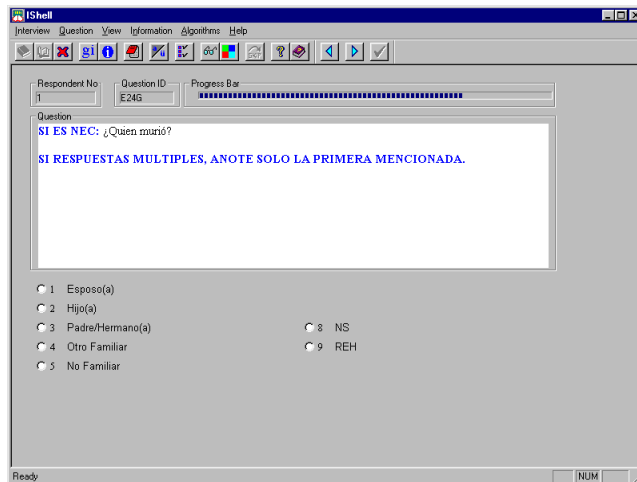 IShell
Interview Question View Information Algorithms Help
Respondent No
1
Question ID
E24G
Progress Bar
Question
SI ES NEC: ¿Quien murió?
SI RESPUESTAS MULTIPLES, ANOTE SOLO LA PRIMERA MENCIONADA.
1 Esposo(a)
2 Hijo(a)
3 Padre/Hermano(a)
8 NS
4 Otro Familiar
9 REH
5 No Familiar
Ready
NUM